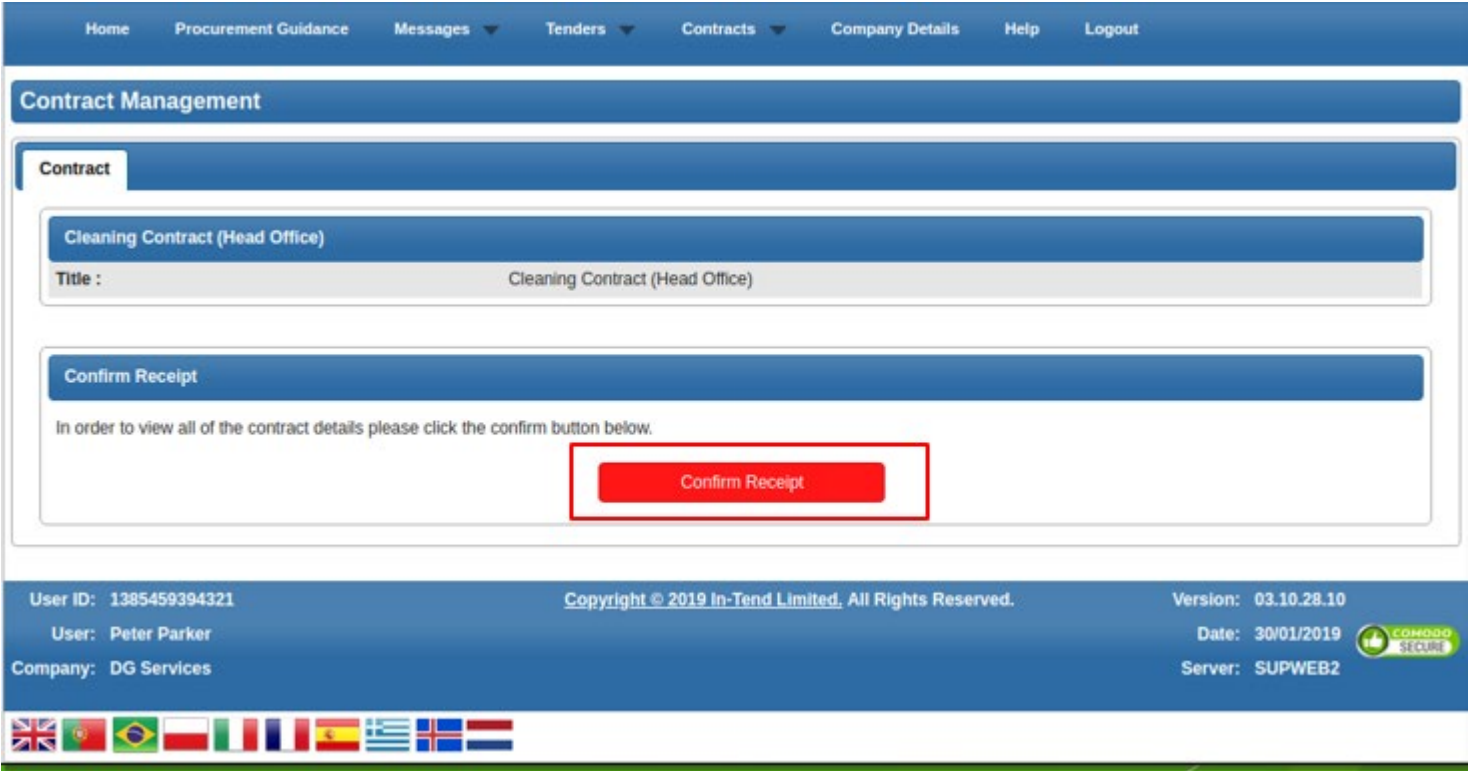 Home Procurement Guidance Messages Tenders Contracts Company Details Help Logout
Contract Management
Contract
Cleaning Contract (Head Office)
Title : Cleaning Contract (Head Office)
Confirm Receipt
In order to view all of the contract details please click the confirm button below.
Confirm Receipt
User ID: 1385459394321 Copyright © 2019 In-Tend Limited. All Rights Reserved. Version: 03.10.28.10
User: Peter Parker Date: 30/01/2019 COMODO
SECURE
Company: DG Services Server: SUPWEB2